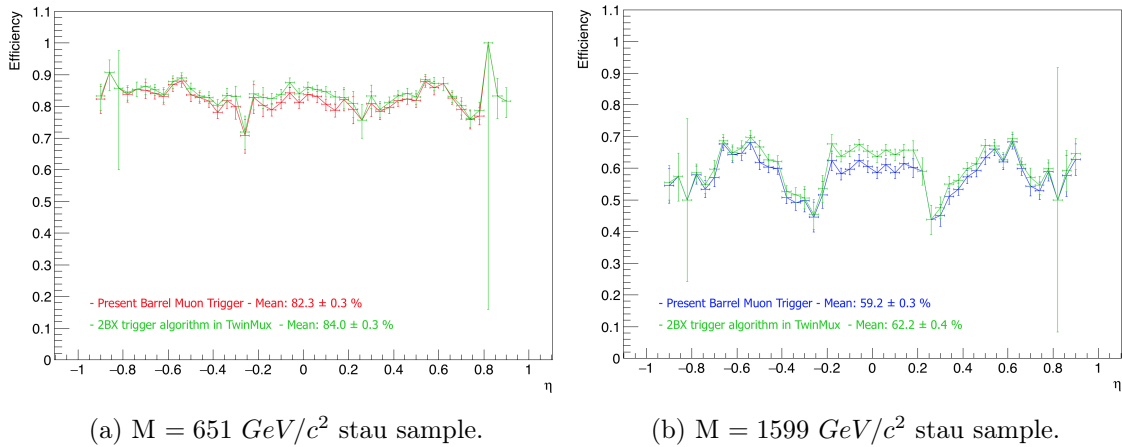 Efficiency
1.1
1
0.9
0.8
0.7
0.6
0.5
0.4
0.3
0.2
0.1
0
−1 −0.8 −0.6 −0.4 −0.2 0 0.2 0.4 0.6 0.8 1
η
- Present Barrel Muon Trigger - Mean: 82.3 ± 0.3 %
- 2BX trigger algorithm in TwinMux - Mean: 84.0 ± 0.3 %
(a) M = 651 GeV/c² stau sample.
Efficiency
1.1
1
0.9
0.8
0.7
0.6
0.5
0.4
0.3
0.2
0.1
0
−1 −0.8 −0.6 −0.4 −0.2 0 0.2 0.4 0.6 0.8 1
η
- Present Barrel Muon Trigger - Mean: 59.2 ± 0.3 %
- 2BX trigger algorithm in TwinMux - Mean: 62.2 ± 0.4 %
(b) M = 1599 GeV/c² stau sample.